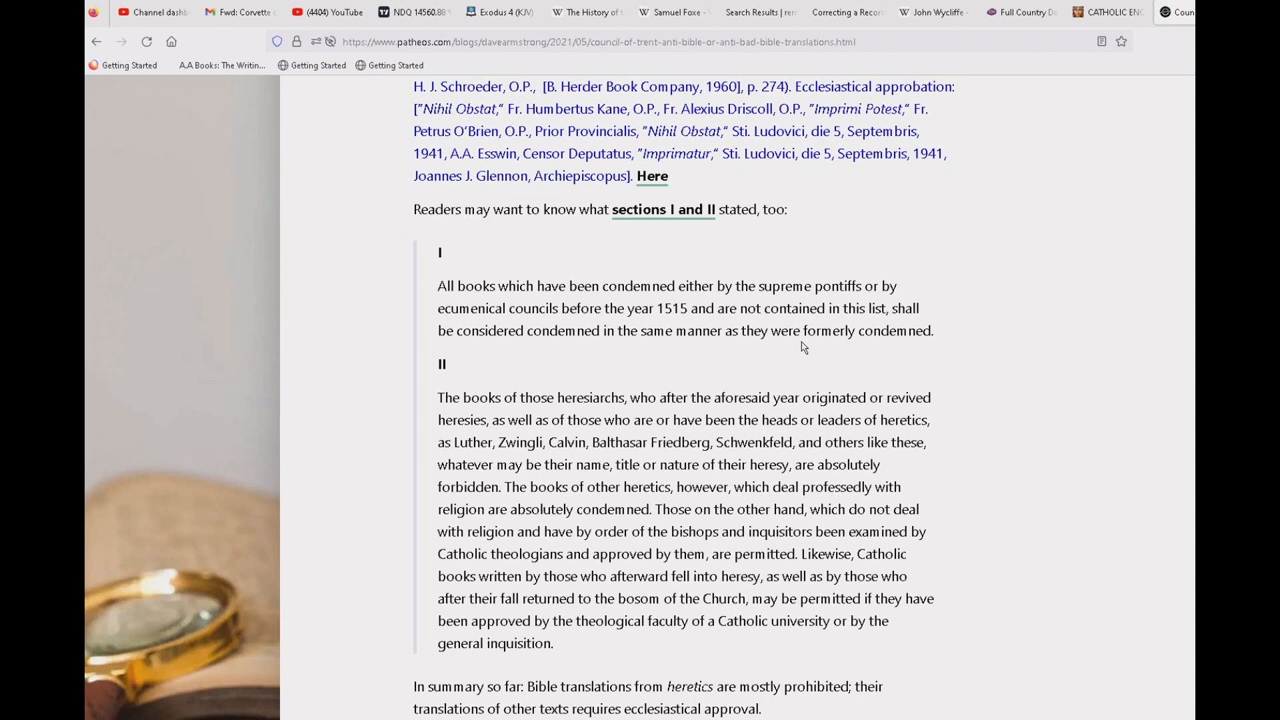 Channel dash
Fwd: Corvette c
(4404) YouTube
NDQ 14560.88
Exodus 4 (KJV)
The History of
Samuel Foxe -
Search Results | re
Correcting a Recor
John Wycliffe -
Full Country De
CATHOLIC ENC
Coun
https://www.patheos.com/blogs/davearmstrong/2021/05/council-of-trent-anti-bible-or-anti-bad-bible-translations.html
Getting Started
A.A Books: The Writin...
Getting Started
Getting Started
H. J. Schroeder, O.P., [B. Herder Book Company, 1960], p. 274). Ecclesiastical approbation:
["Nihil Obstat," Fr. Humbertus Kane, O.P., Fr. Alexius Driscoll, O.P., "Imprimi Potest," Fr.
Petrus O'Brien, O.P., Prior Provincialis, "Nihil Obstat," Sti. Ludovici, die 5, Septembris,
1941, A.A. Esswin, Censor Deputatus, "Imprimatur," Sti. Ludovici, die 5, Septembris, 1941,
Joannes J. Glennon, Archiepiscopus]. Here
Readers may want to know what sections I and II stated, too:
I
All books which have been condemned either by the supreme pontiffs or by
ecumenical councils before the year 1515 and are not contained in this list, shall
be considered condemned in the same manner as they were formerly condemned.
II
The books of those heresiarchs, who after the aforesaid year originated or revived
heresies, as well as of those who are or have been the heads or leaders of heretics,
as Luther, Zwingli, Calvin, Balthasar Friedberg, Schwenkfeld, and others like these,
whatever may be their name, title or nature of their heresy, are absolutely
forbidden. The books of other heretics, however, which deal professedly with
religion are absolutely condemned. Those on the other hand, which do not deal
with religion and have by order of the bishops and inquisitors been examined by
Catholic theologians and approved by them, are permitted. Likewise, Catholic
books written by those who afterward fell into heresy, as well as by those who
after their fall returned to the bosom of the Church, may be permitted if they have
been approved by the theological faculty of a Catholic university or by the
general inquisition.
In summary so far: Bible translations from heretics are mostly prohibited; their
translations of other texts requires ecclesiastical approval.